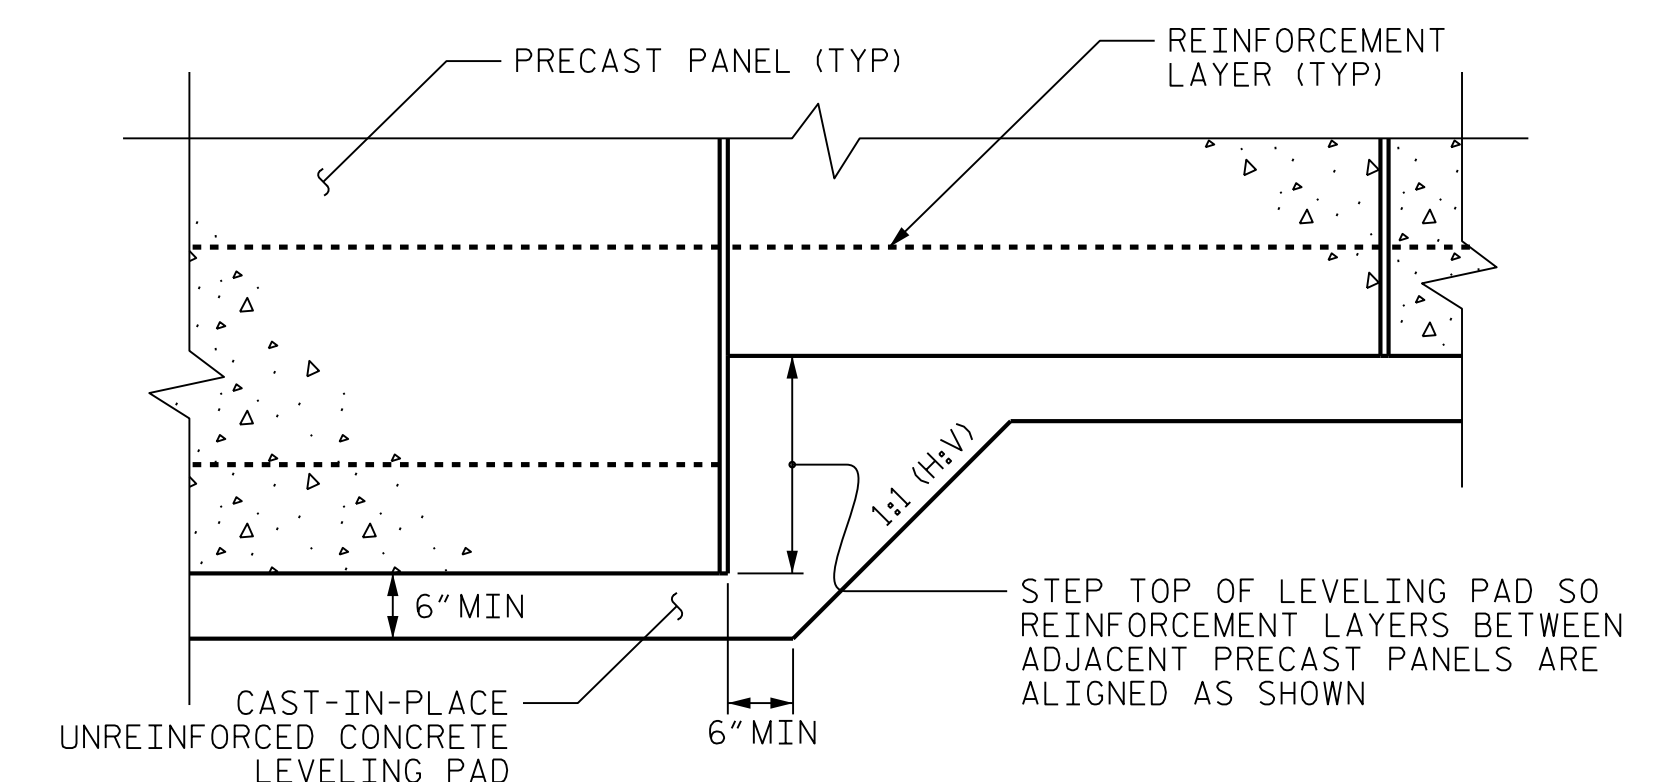 PRECAST PANEL (TYP)
REINFORCEMENT
LAYER (TYP)
1:1 (H:V)
6"MIN
STEP TOP OF LEVELING PAD SO
REINFORCEMENT LAYERS BETWEEN
ADJACENT PRECAST PANELS ARE
ALIGNED AS SHOWN
CAST-IN-PLACE
UNREINFORCED CONCRETE
LEVELING PAD
6"MIN